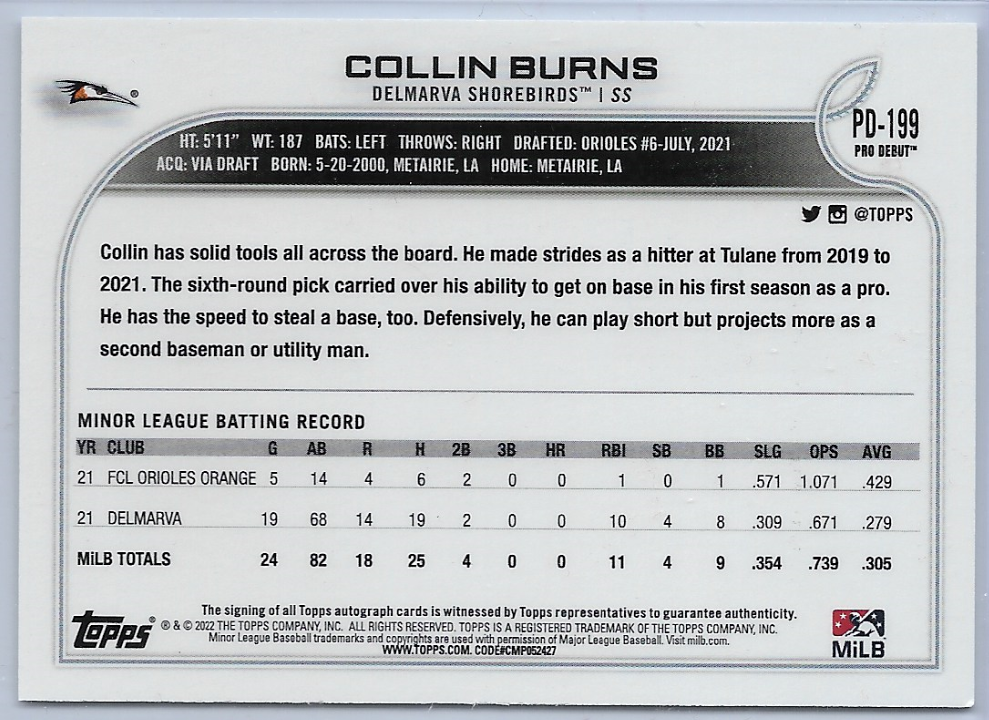 COLLIN BURNS
DELMARVA SHOREBIRDS™ | SS
®
PD-199
PRO DEBUT™
HT: 5'11" WT: 187 BATS: LEFT THROWS: RIGHT DRAFTED: ORIOLES #6-JULY, 2021
ACQ: VIA DRAFT BORN: 5-20-2000, METAIRIE, LA HOME: METAIRIE, LA
@TOPPS
Collin has solid tools all across the board. He made strides as a hitter at Tulane from 2019 to
2021. The sixth-round pick carried over his ability to get on base in his first season as a pro.
He has the speed to steal a base, too. Defensively, he can play short but projects more as a
second baseman or utility man.
MINOR LEAGUE BATTING RECORD
YR CLUB G AB R H 2B 3B HR RBI SB BB SLG OPS AVG
21 FCL ORIOLES ORANGE 5 14 4 6 2 0 0 1 0 1 .571 1.071 .429
21 DELMARVA 19 68 14 19 2 0 0 10 4 8 .309 .671 .279
MiLB TOTALS 24 82 18 25 4 0 0 11 4 9 .354 .739 .305
The signing of all Topps autograph cards is witnessed by Topps representatives to guarantee authenticity.
Topps® ® & © 2022 THE TOPPS COMPANY, INC. ALL RIGHTS RESERVED. TOPPS IS A REGISTERED TRADEMARK OF THE TOPPS COMPANY, INC.
Minor League Baseball trademarks and copyrights are used with permission of Major League Baseball. Visit milb.com.
WWW.TOPPS.COM. CODE#CMP052427
MiLB